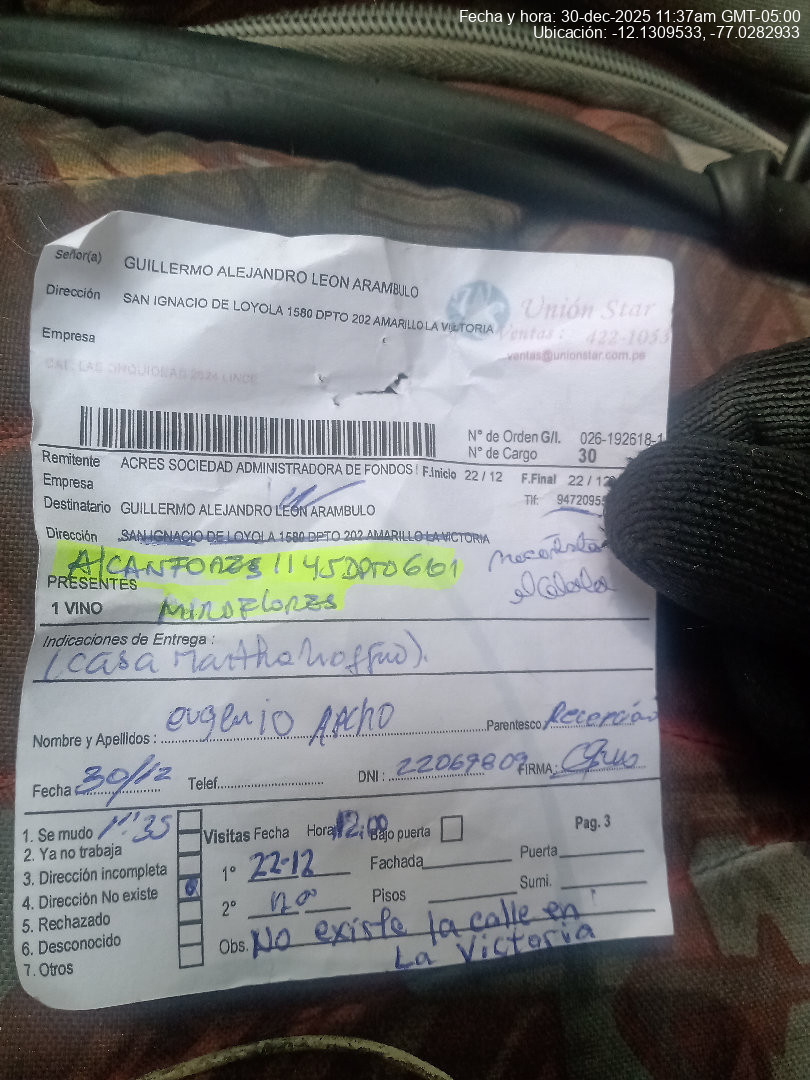 Fecha y hora: 30-dec-2025 11:37am GMT-05:00
Ubicación: -12.1309533, -77.0282933
Señor(a) GUILLERMO ALEJANDRO LEON ARAMBULO
Dirección SAN IGNACIO DE LOYOLA 1580 DPTO 202 AMARILLO LA VICTORIA
Unión Star
Ventas: 422-1053
ventas@unionstar.com.pe
Empresa
CAL. LAS ORQUIDEAS 2624 LINCE
N° de Orden G/I. 026-192618-1
N° de Cargo 30
Remitente ACRES SOCIEDAD ADMINISTRADORA DE FONDOS F.Inicio 22 / 12 F.Final 22 / 12
Empresa
Tlf: 94720955
Destinatario GUILLERMO ALEJANDRO LEON ARAMBULO
Dirección SAN IGNACIO DE LOYOLA 1580 DPTO 202 AMARILLO LA VICTORIA
Alcanfores 1145 DPTO 601
PRESENTES
1 VINO MIRAFLORES
Indicaciones de Entrega :
(casa Martha
Nombre y Apellidos : eugenio Parentesco Recepción
Fecha 30/12 Telef. DNI : 22069809 FIRMA:
1. Se mudo 11:35
2. Ya no trabaja
3. Dirección incompleta
4. Dirección No existe
5. Rechazado
6. Desconocido
7. Otros
Visitas Fecha Hora 12.00 Bajo puerta Pag. 3
1° 22-12 Fachada Puerta
2° Pisos Sumi.
Obs. No existe la calle en
La Victoria